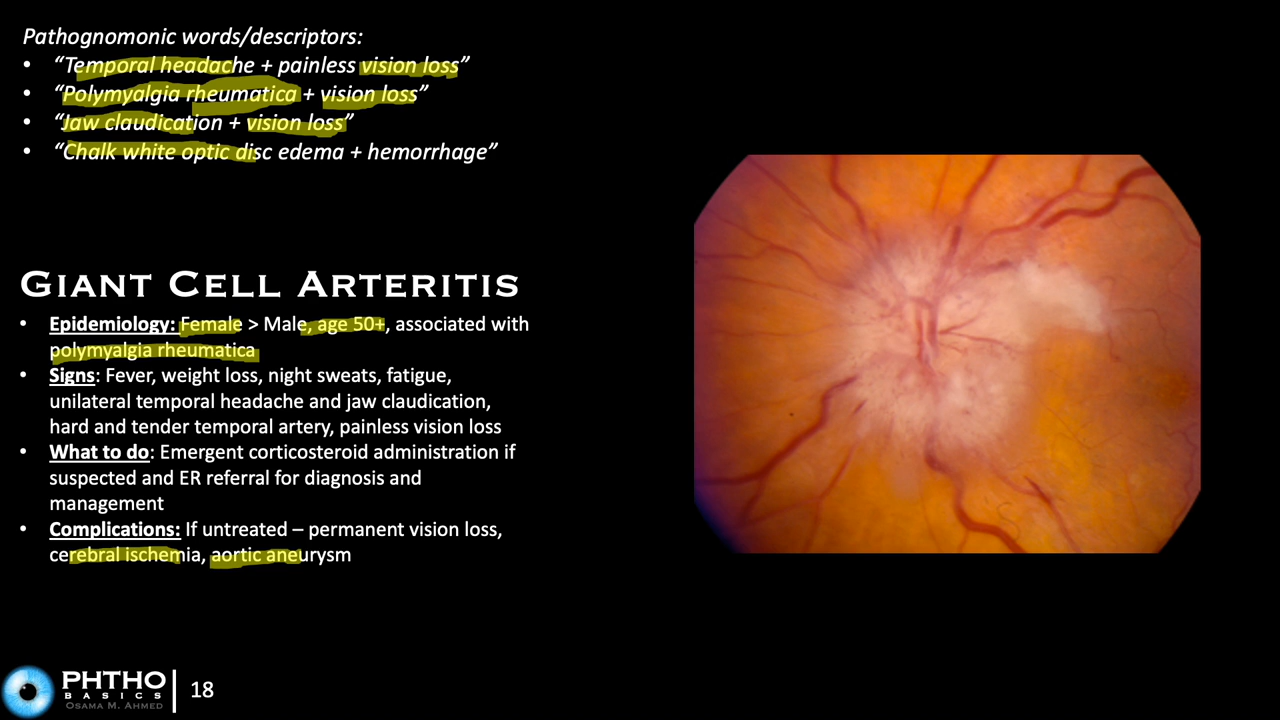 Pathognomonic words/descriptors:
• “Temporal headache + painless vision loss”
• “Polymyalgia rheumatica + vision loss”
• “Jaw claudication + vision loss”
• “Chalk white optic disc edema + hemorrhage”
GIANT CELL ARTERITIS
• Epidemiology: Female > Male, age 50+, associated with
polymyalgia rheumatica
• Signs: Fever, weight loss, night sweats, fatigue,
unilateral temporal headache and jaw claudication,
hard and tender temporal artery, painless vision loss
• What to do: Emergent corticosteroid administration if
suspected and ER referral for diagnosis and
management
• Complications: If untreated – permanent vision loss,
cerebral ischemia, aortic aneurysm
PHTHO
BASICS
OSAMA M. AHMED
18